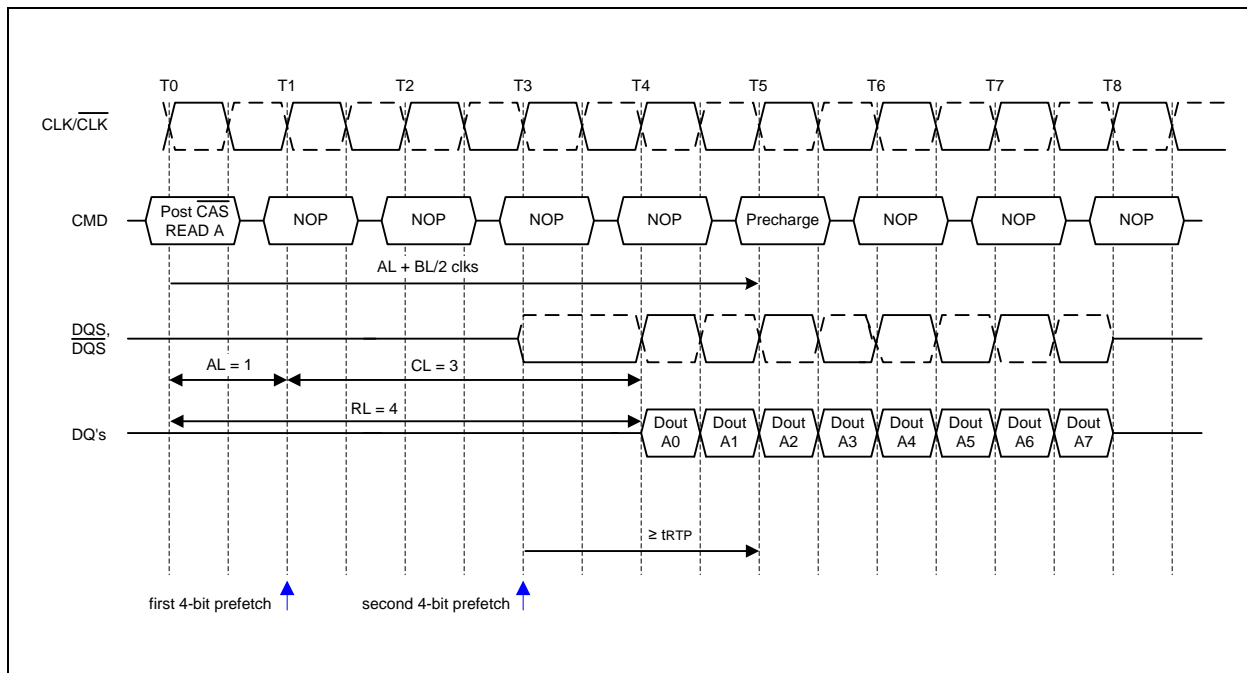 T0 T1 T2 T3 T4 T5 T6 T7 T8
CLK/CLK
CMD
Post CAS
READ A
NOP NOP NOP NOP Precharge NOP NOP NOP
AL + BL/2 clks
DQS,
DQS
AL = 1
CL = 3
RL = 4
DQ's
Dout Dout Dout Dout Dout Dout Dout Dout
A0 A1 A2 A3 A4 A5 A6 A7
≥ tRTP
first 4-bit prefetch
second 4-bit prefetch